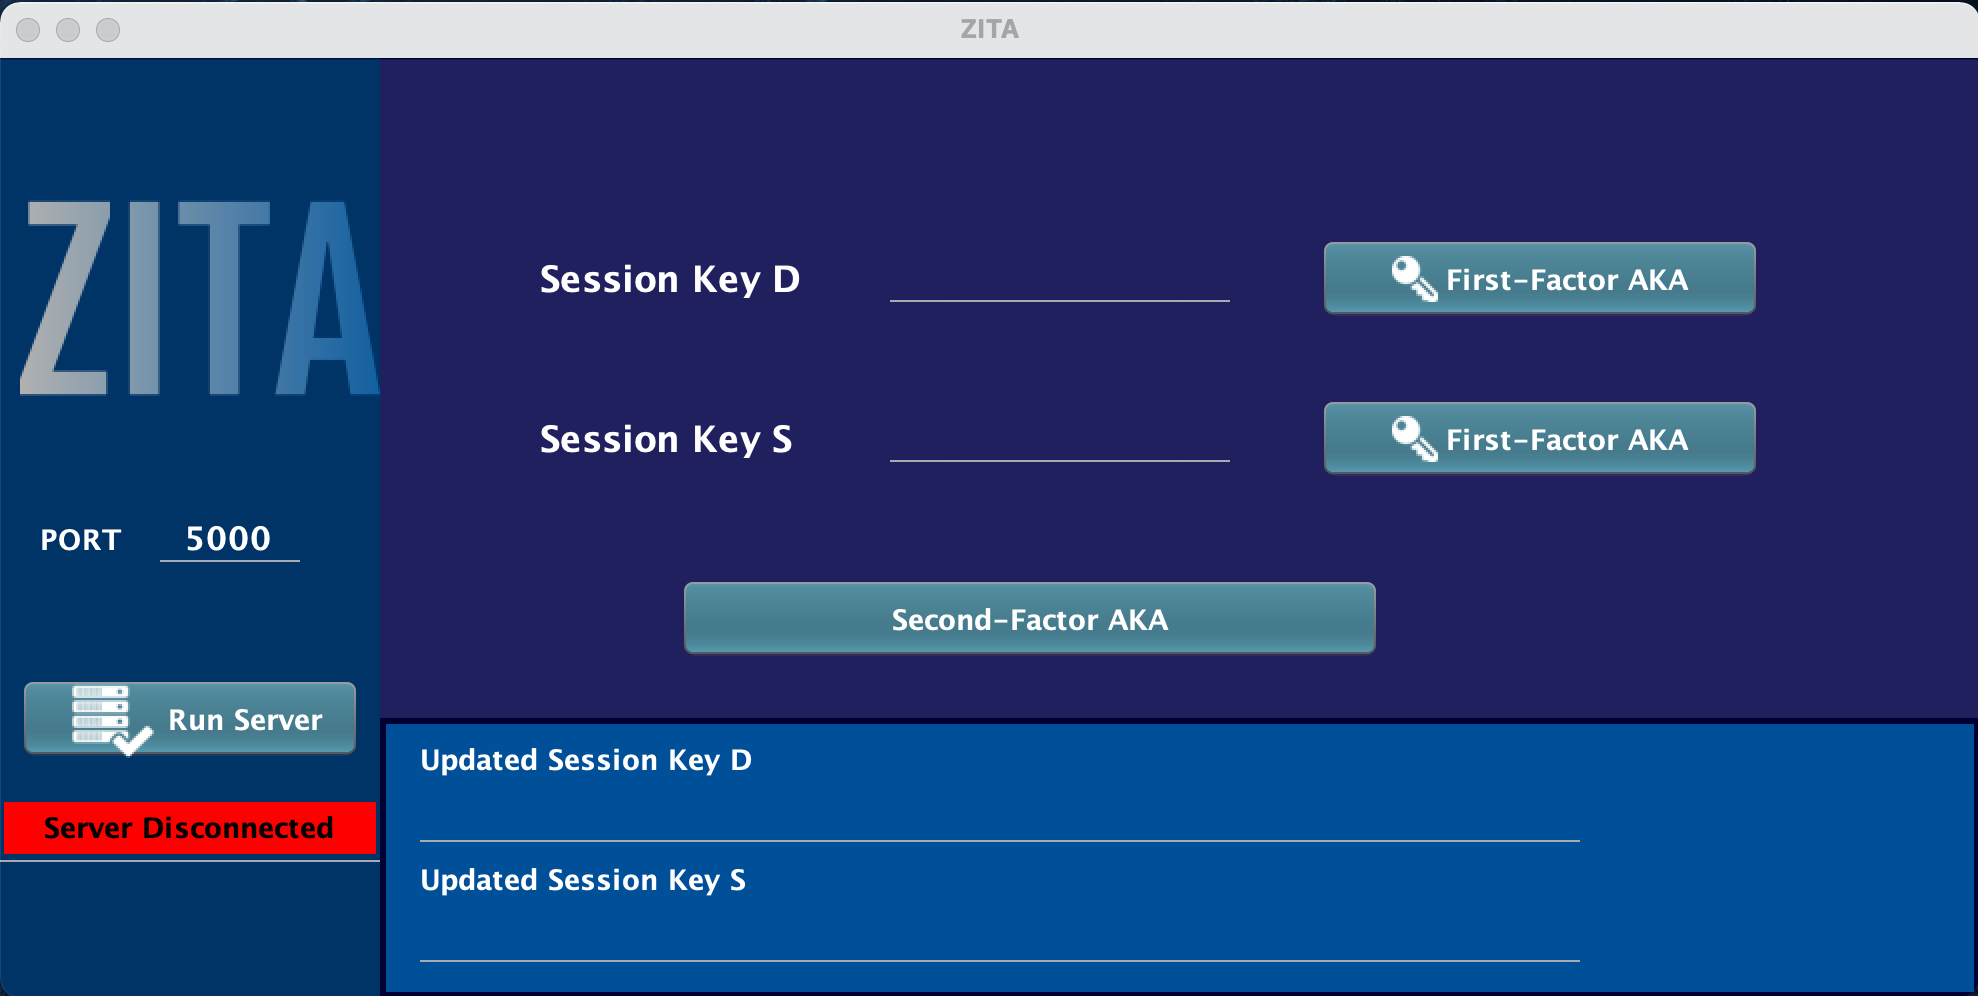 ZITA
ZITA
Session Key D
First-Factor AKA
Session Key S
First-Factor AKA
PORT 5000
Second-Factor AKA
Run Server
Updated Session Key D
Server Disconnected
Updated Session Key S